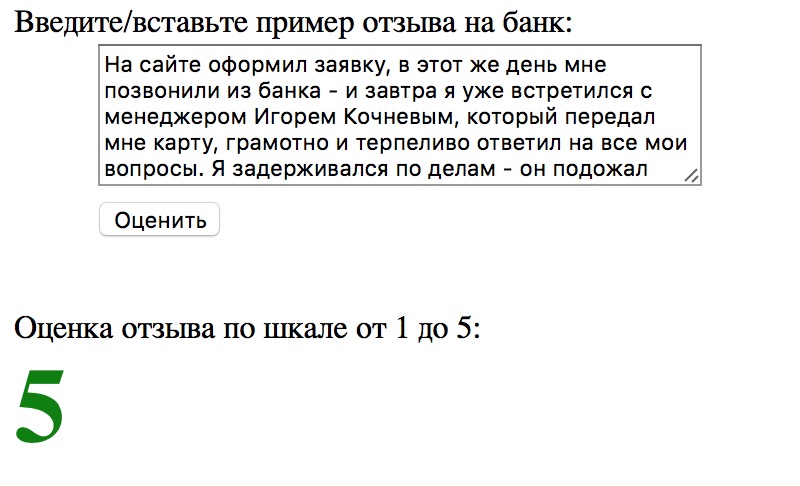 Введите/вставьте пример отзыва на банк:
На сайте оформил заявку, в этот же день мне
позвонили из банка - и завтра я уже встретился с
менеджером Игорем Кочневым, который передал
мне карту, грамотно и терпеливо ответил на все мои
вопросы. Я задерживался по делам - он подожал
Оценить
Оценка отзыва по шкале от 1 до 5:
5